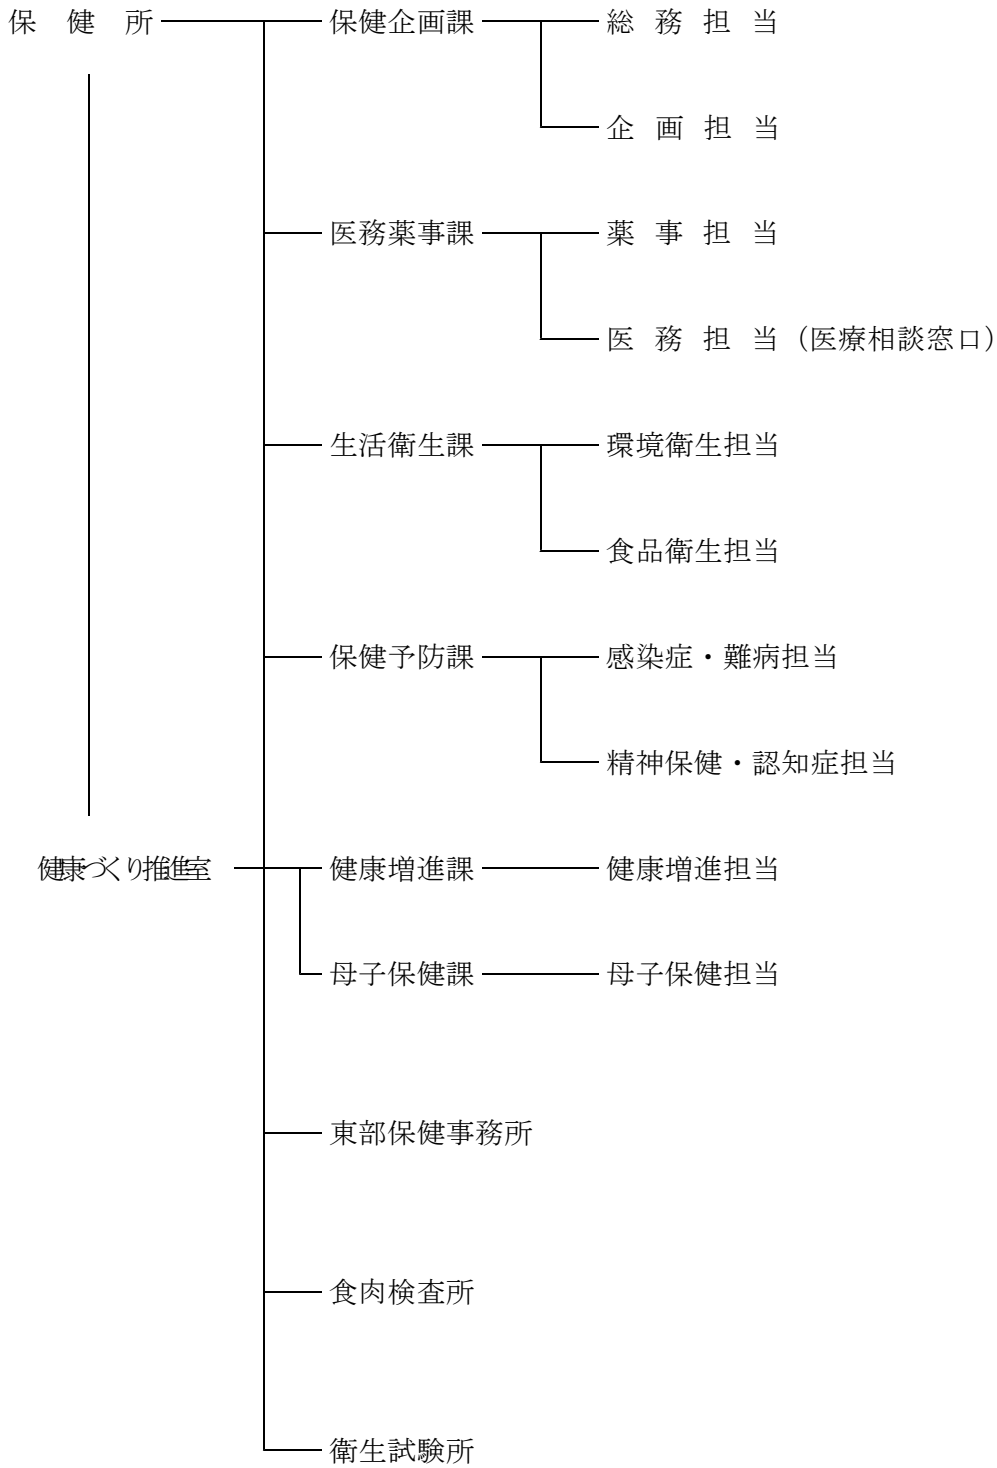 保健所 保健企画課 総務担当
企画担当
医務薬事課 薬事担当
医務担当（医療相談窓口）
生活衛生課 環境衛生担当
食品衛生担当
保健予防課 感染症・難病担当
精神保健・認知症担当
健康づくり推進室 健康増進課 健康増進担当
母子保健課 母子保健担当
東部保健事務所
食肉検査所
衛生試験所